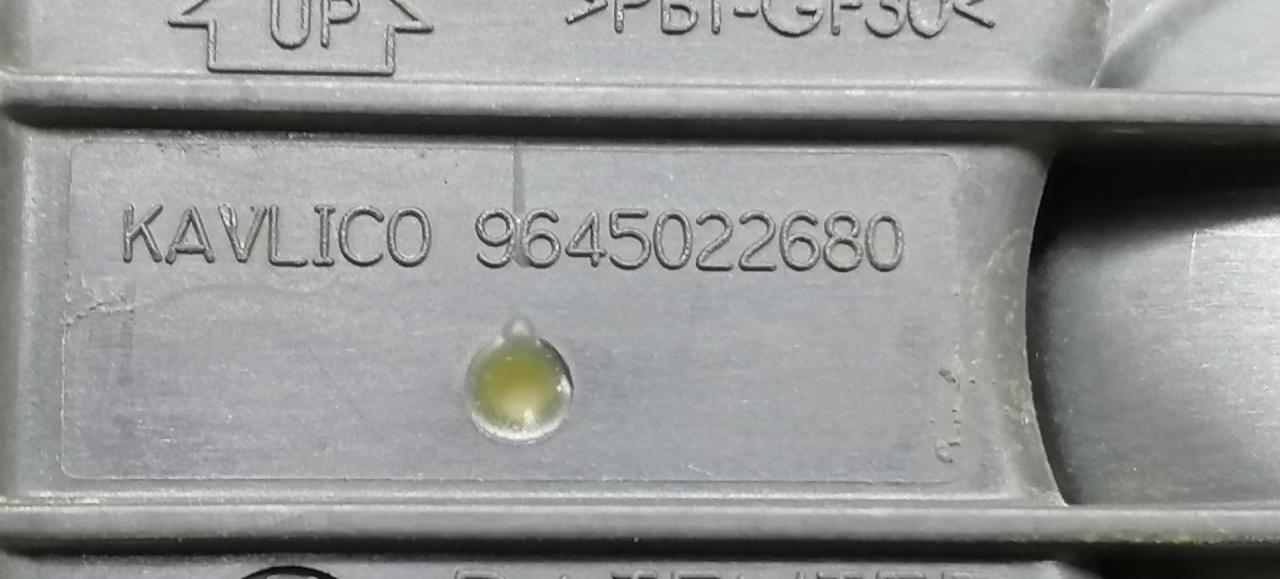 UP >PBT-GF30<
KAVLICO 9645022680